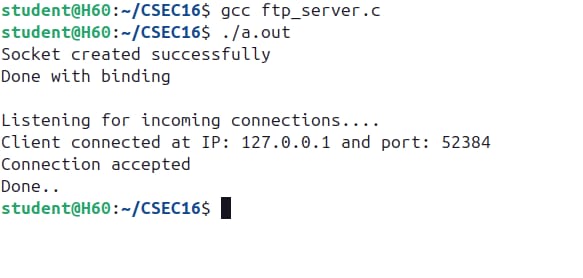 student@H60:~/CSEC16$ gcc ftp_server.c
student@H60:~/CSEC16$ ./a.out
Socket created successfully
Done with binding
Listening for incoming connections....
Client connected at IP: 127.0.0.1 and port: 52384
Connection accepted
Done..
student@H60:~/CSEC16$